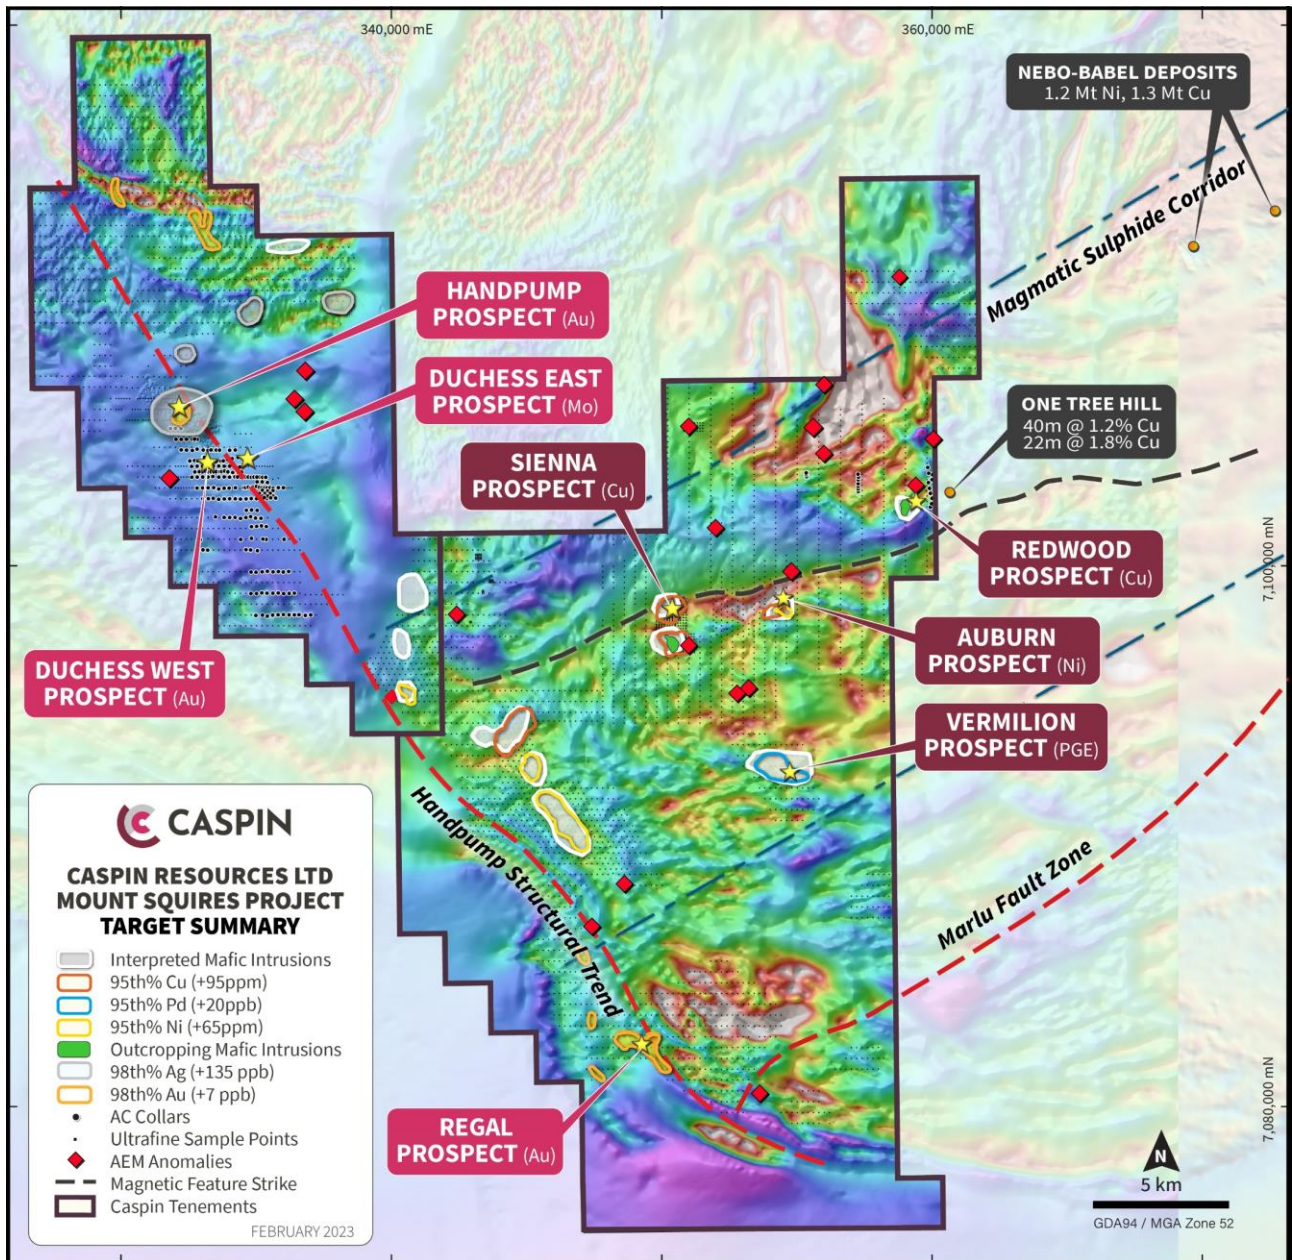 340,000 mE
360,000 mE
NEBO-BABEL DEPOSITS
1.2 Mt Ni, 1.3 Mt Cu
Magmatic Sulphide Corridor
HANDPUMP
PROSPECT (Au)
DUCHESS EAST
PROSPECT (Mo)
ONE TREE HILL
40m @ 1.2% Cu
22m @ 1.8% Cu
SIENNA
PROSPECT (Cu)
REDWOOD
PROSPECT (Cu)
7,100,000 mN
AUBURN
PROSPECT (Ni)
DUCHESS WEST
PROSPECT (Au)
VERMILION
PROSPECT (PGE)
Handpump Structural Trend
Marlu Fault Zone
CASPIN
CASPIN RESOURCES LTD
MOUNT SQUIRES PROJECT
TARGET SUMMARY
Interpreted Mafic Intrusions
95th% Cu (+95ppm)
95th% Pd (+20ppb)
95th% Ni (+65ppm)
Outcropping Mafic Intrusions
98th% Ag (+135 ppb)
98th% Au (+7 ppb)
AC Collars
Ultrafine Sample Points
AEM Anomalies
Magnetic Feature Strike
Caspin Tenements
FEBRUARY 2023
REGAL
PROSPECT (Au)
7,080,000 mN
N
5 km
GDA94 / MGA Zone 52